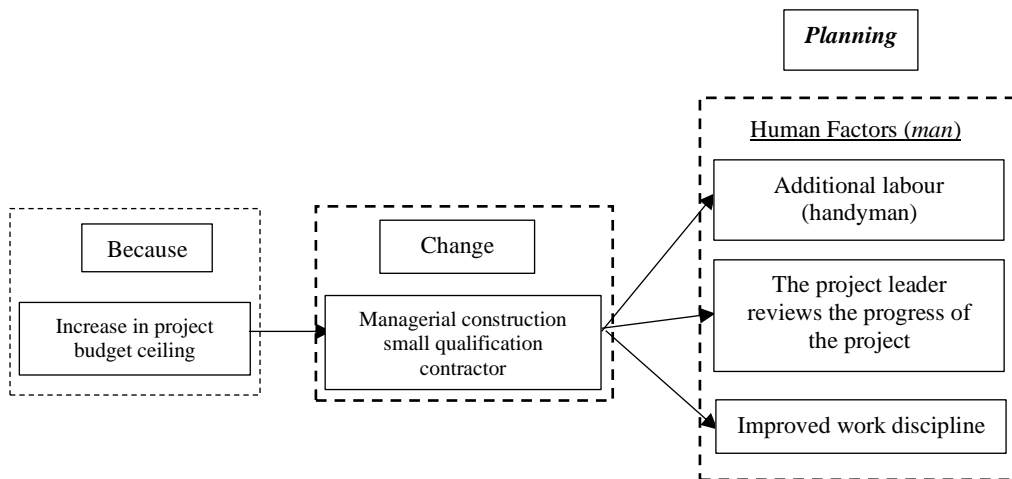 Planning
Human Factors (man)
Additional labour
(handyman)
Because
Change
The project leader
reviews the progress of
the project
Increase in project
budget ceiling
Managerial construction
small qualification
contractor
Improved work discipline